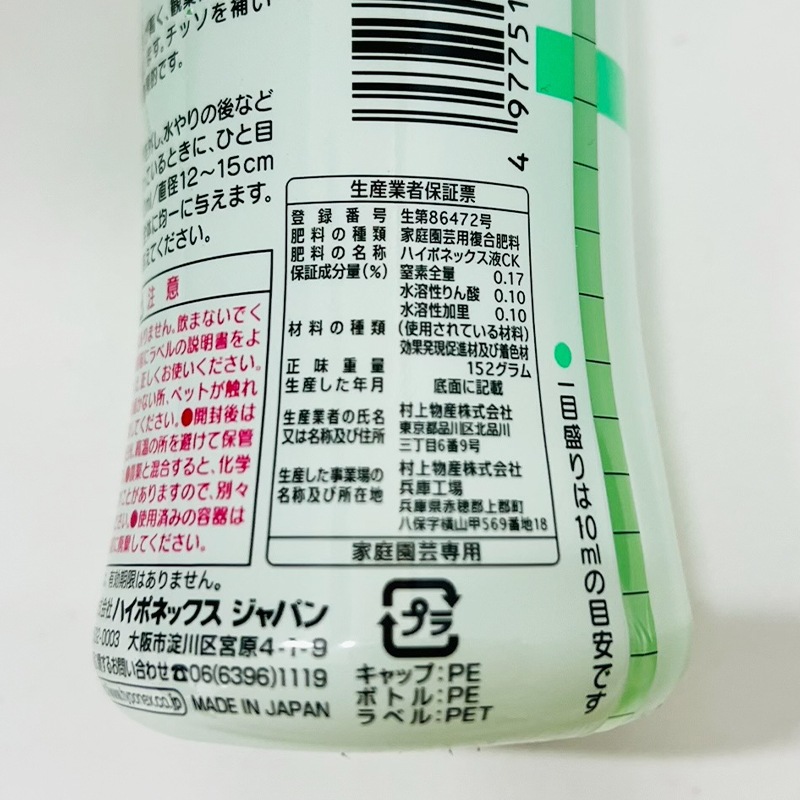 チッソを補い
です。
水やりの後など
いるときに、ひと目
直径12～15cm
均一に与えます。
てください。
注意
ません。飲まないでく
にラベルの説明書をよ
正しくお使いください。
ない所、ペットが触れ
てください。●開封後は
高温の所を避けて保管
と混合すると、化学
ことがありますので、別々
●使用済みの容器は
してください。
有効期限はありません。
ハイポネックス ジャパン
-0003 大阪市淀川区宮原4-1-9
するお問い合わせ☎06(6396)1119
MADE IN JAPAN
497751
生産業者保証票
登録番号 生第86472号
肥料の種類 家庭園芸用複合肥料
肥料の名称 ハイポネックス液CK
保証成分量(%) 窒素全量 0.17
水溶性りん酸 0.10
水溶性加里 0.10
材料の種類 (使用されている材料)
効果発現促進材及び着色材
正味重量 152グラム
生産した年月 底面に記載
生産業者の氏名 村上物産株式会社
又は名称及び住所 東京都品川区北品川
三丁目6番9号
生産した事業場の 村上物産株式会社
名称及び所在地 兵庫工場
兵庫県赤穂郡上郡町
八保字横山甲569番地18
家庭園芸専用
プラ
キャップ:PE
ボトル:PE
ラベル:PET
●一目盛りは10mlの目安です